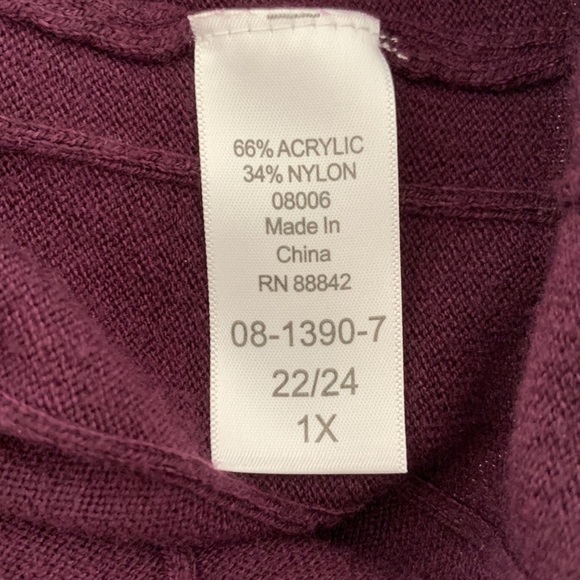 66% ACRYLIC
34% NYLON
08006
Made In
China
RN 88842
08-1390-7
22/24
1X